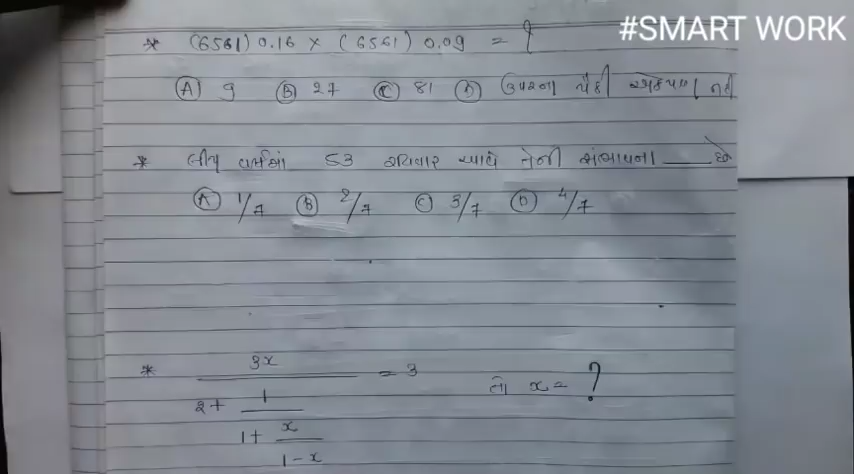 #SMART WORK
* (6561) 0.16 × (6561) 0.09 = ?
(A) 9 (B) 27 (C) 81 (D) ઉપરના પૈકી એકપણ નહીં
* લીપ વર્ષમાં 53 રવિવાર આવે તેની સંભાવના ___ છે
(A) 1/7 (B) 2/7 (C) 3/7 (D) 4/7
* 3x = 3 તો x = ?
2 + 1
1 + x
1 - x